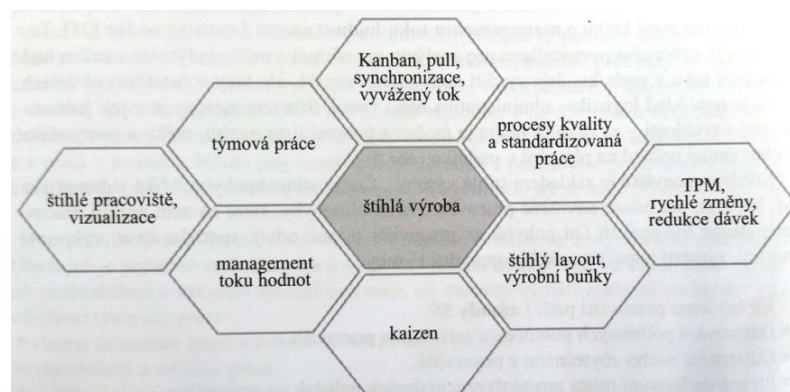 Kanban, pull,
synchronizace,
vyvážený tok
týmová práce
procesy kvality
a standardizovaná
práce
štíhlé pracoviště,
vizualizace
štíhlá výroba
TPM,
rychlé změny,
redukce dávek
management
toku hodnot
štíhlý layout,
výrobní buňky
kaizen